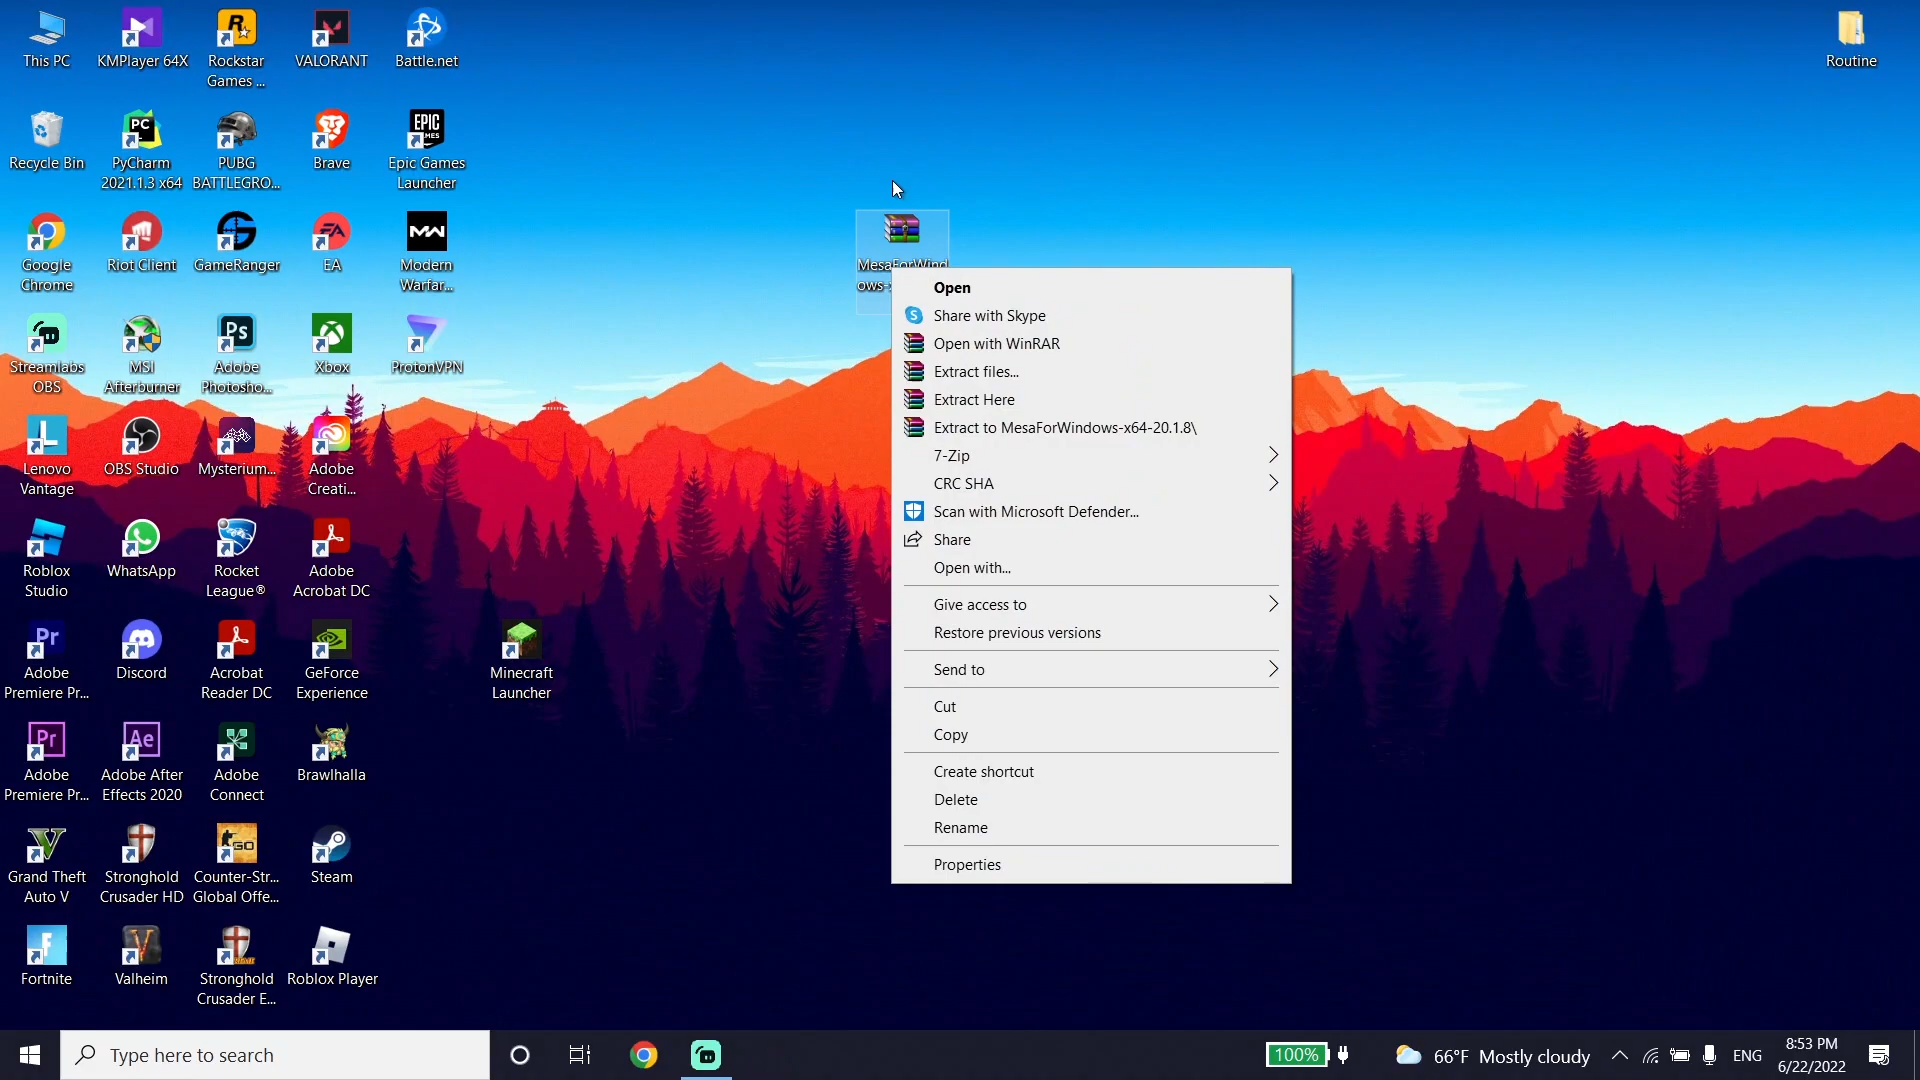 This PC
KMPlayer 64X
Rockstar
Games ...
VALORANT
Battle.net
Routine
Recycle Bin
PyCharm
2021.1.3 x64
PUBG
BATTLEGRO...
Brave
Epic Games
Launcher
Google
Chrome
Riot Client
GameRanger
EA
Modern
Warfar...
MesaForWind
ows-x
Streamlabs
OBS
MSI
Afterburner
Adobe
Photosho...
Xbox
ProtonVPN
Lenovo
Vantage
OBS Studio
Mysterium...
Adobe
Creati...
Roblox
Studio
WhatsApp
Rocket
League®
Adobe
Acrobat DC
Adobe
Premiere Pr...
Discord
Acrobat
Reader DC
GeForce
Experience
Minecraft
Launcher
Adobe
Premiere Pr...
Adobe After
Effects 2020
Adobe
Connect
Brawlhalla
Grand Theft
Auto V
Stronghold
Crusader HD
Counter-Str...
Global Offe...
Steam
Fortnite
Valheim
Stronghold
Crusader E...
Roblox Player
Open
Share with Skype
Open with WinRAR
Extract files...
Extract Here
Extract to MesaForWindows-x64-20.1.8\
7-Zip
CRC SHA
Scan with Microsoft Defender...
Share
Open with...
Give access to
Restore previous versions
Send to
Cut
Copy
Create shortcut
Delete
Rename
Properties
Type here to search
100%
66°F Mostly cloudy
ENG
8:53 PM
6/22/2022